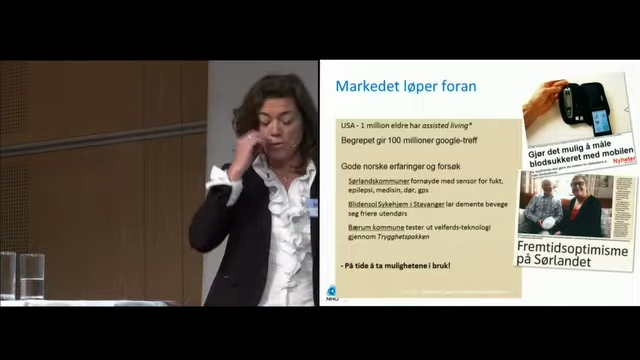 Markedet løper foran
USA - 1 million eldre har assisted living*
Begrepet gir 100 millioner google-treff
Gode norske erfaringer og forsøk
Sørlandskommuner fornøyde med sensor for fukt,
epilepsi, medisin, dør, gps
Blidensol Sykehjem i Stavanger lar demente bevege
seg friere utendørs
Bærum kommune tester ut velferds-teknologi
gjennom Trygghetspakken
- På tide å ta mulighetene i bruk!
Gjør det mulig å måle
blodsukkeret med mobilen
Nyheter
Fremtidsoptimisme
på Sørlandet
NHO